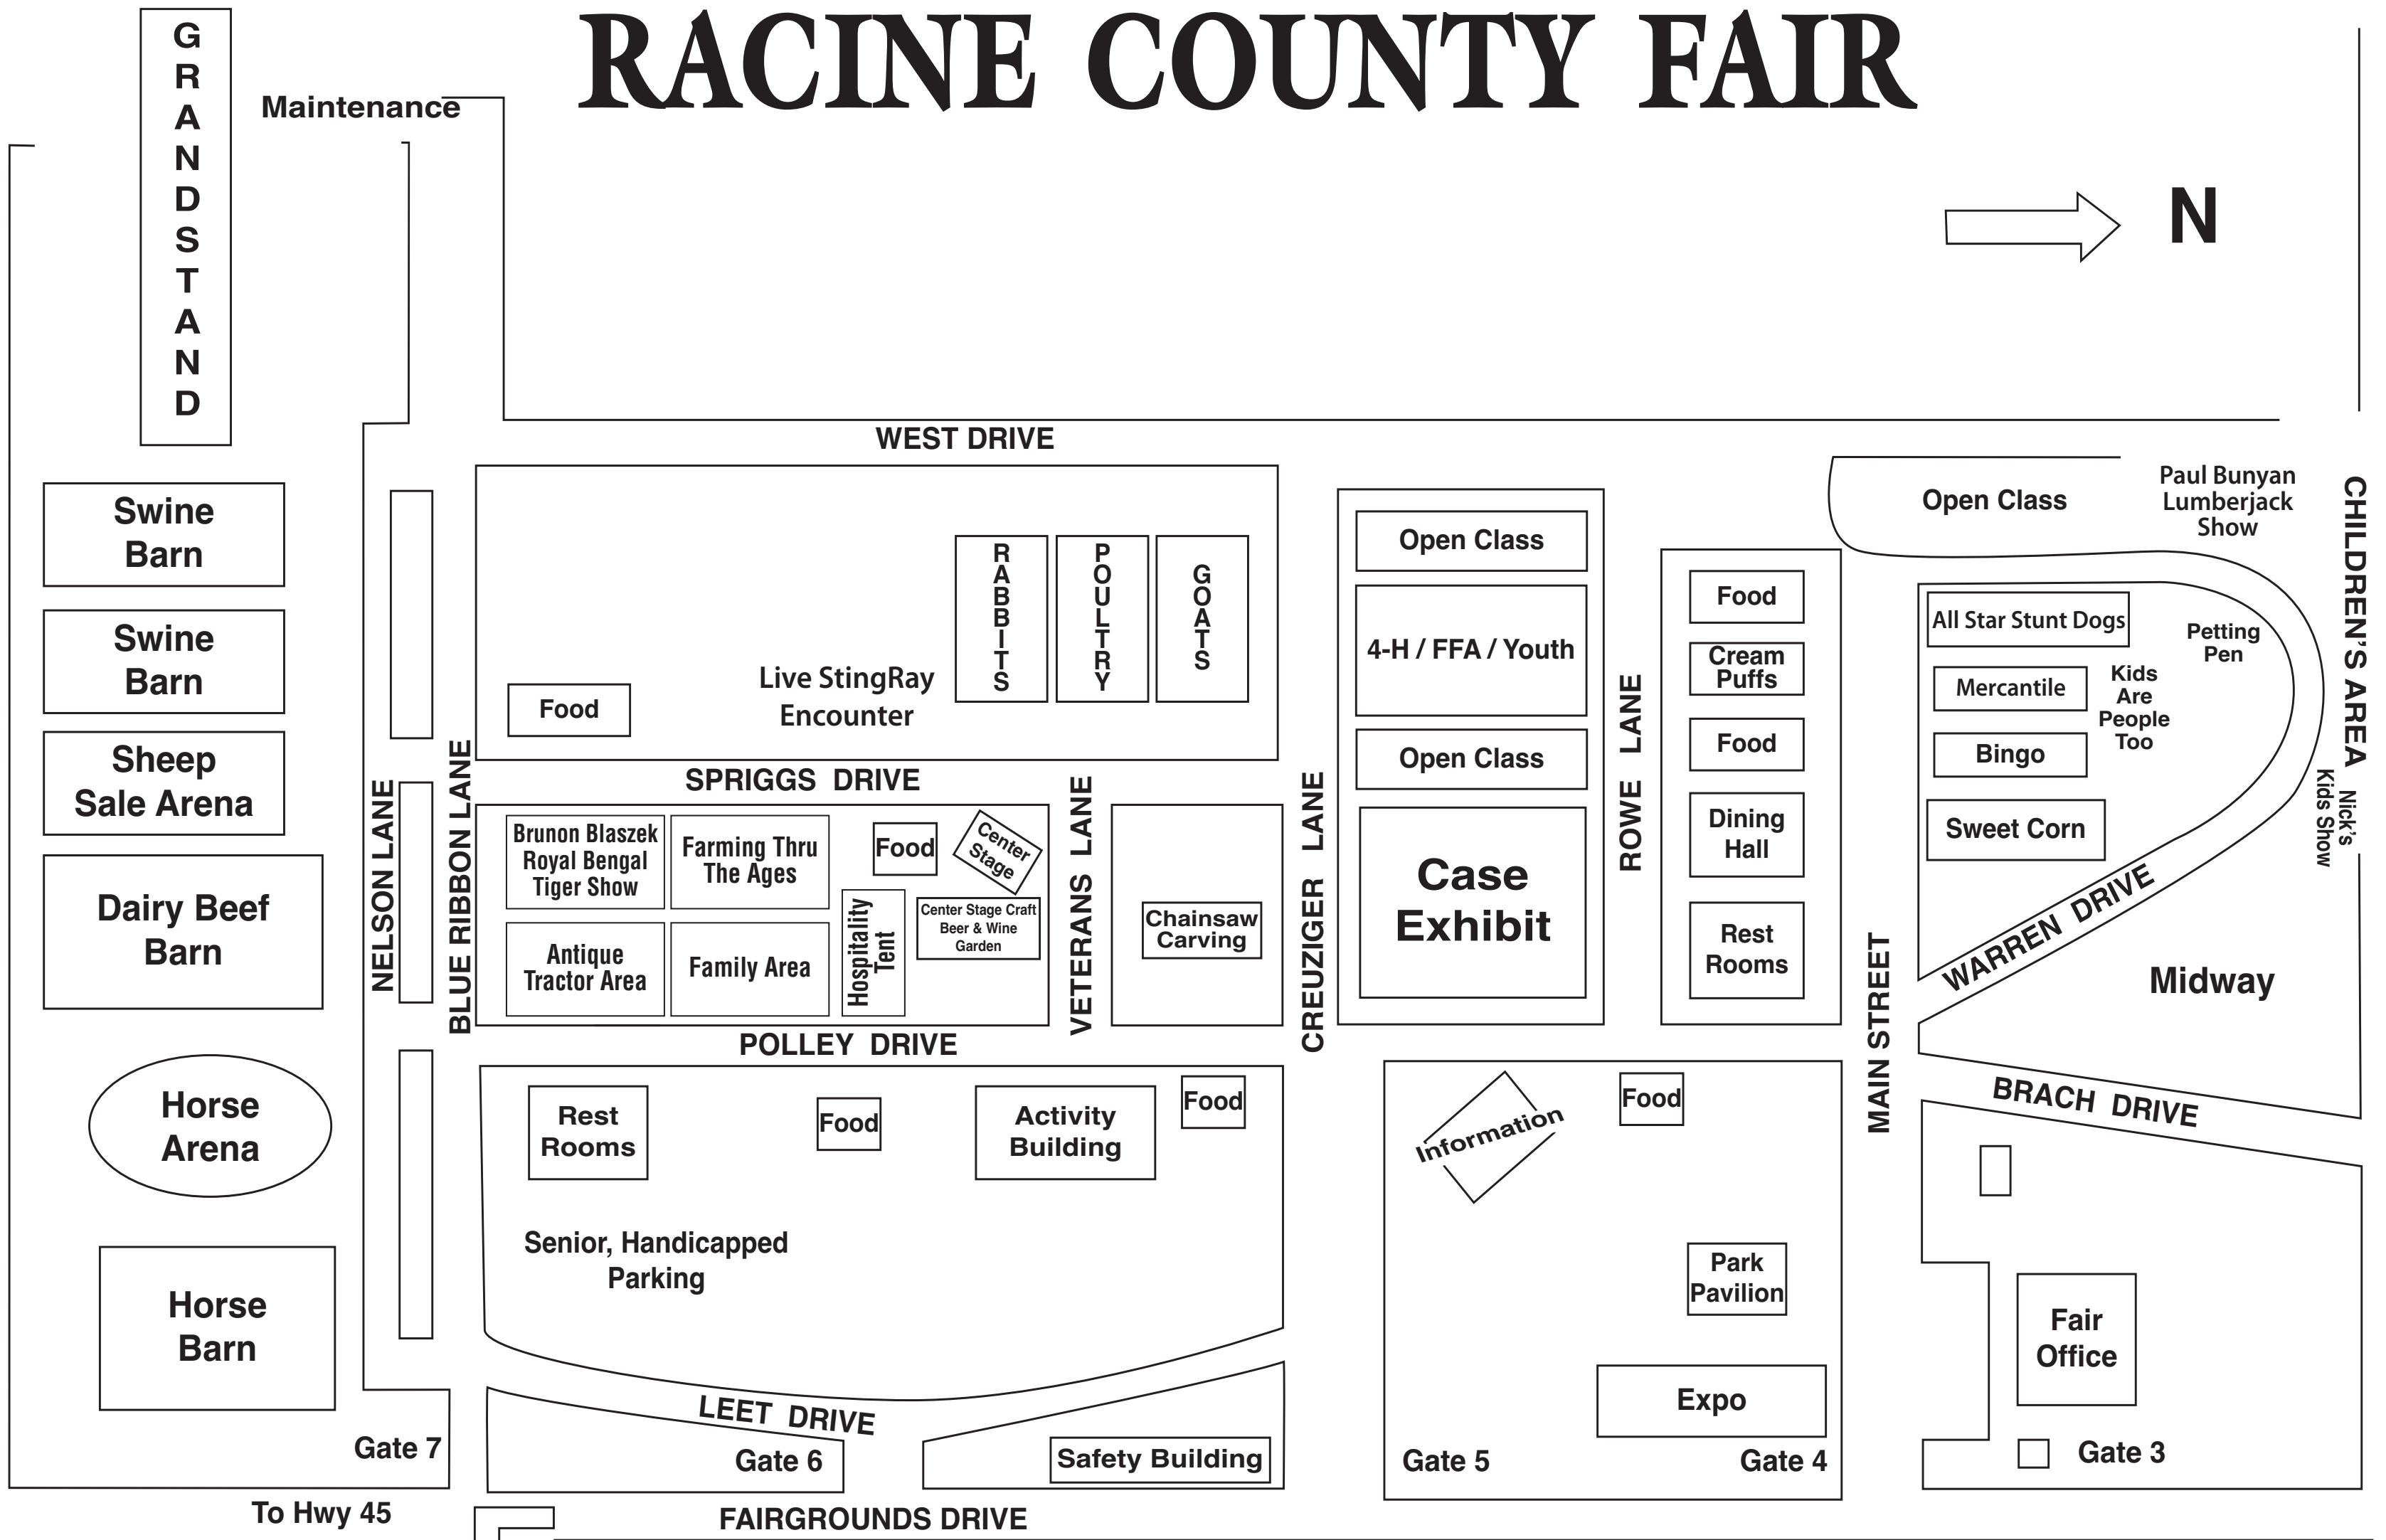 RACINE COUNTY FAIR
GRANDSTAND
Maintenance
N
WEST DRIVE
Swine
Barn
Swine
Barn
Sheep
Sale Arena
Dairy Beef
Barn
Horse
Arena
Horse
Barn
NELSON LANE
BLUE RIBBON LANE
Food
Live StingRay
Encounter
RABBITS
POULTRY
GOATS
SPRIGGS DRIVE
Brunon Blaszek
Royal Bengal
Tiger Show
Farming Thru
The Ages
Food
Center
Stage
Antique
Tractor Area
Family Area
Hospitality
Tent
Center Stage Craft
Beer & Wine
Garden
VETERANS LANE
Chainsaw
Carving
CREUZIGER LANE
POLLEY DRIVE
Rest
Rooms
Food
Activity
Building
Food
Senior, Handicapped
Parking
LEET DRIVE
Gate 7
Gate 6
Safety Building
To Hwy 45
FAIRGROUNDS DRIVE
Open Class
4-H / FFA / Youth
Open Class
Case
Exhibit
ROWE LANE
Food
Cream
Puffs
Food
Dining
Hall
Rest
Rooms
MAIN STREET
Information
Food
Park
Pavilion
Expo
Gate 5
Gate 4
Open Class
Paul Bunyan
Lumberjack
Show
CHILDREN'S AREA
All Star Stunt Dogs
Petting
Pen
Mercantile
Kids
Are
People
Too
Bingo
Sweet Corn
Nick's
Kids Show
WARREN DRIVE
Midway
BRACH DRIVE
Fair
Office
Gate 3